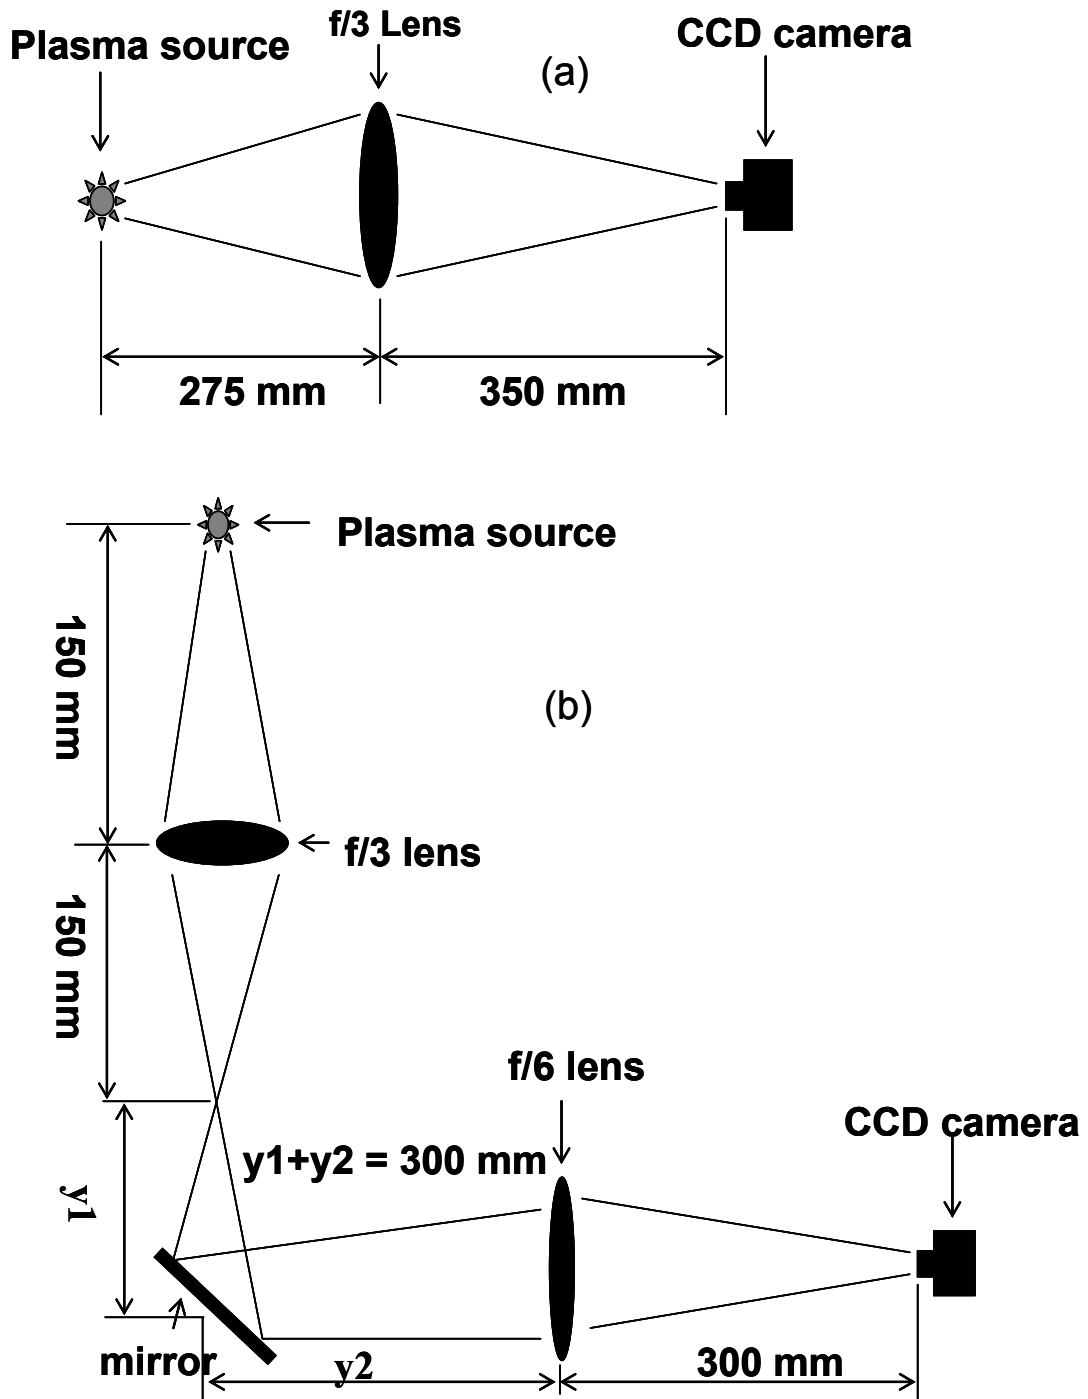 f/3 Lens
Plasma source
CCD camera
(a)
275 mm
350 mm
Plasma source
150 mm
(b)
f/3 lens
150 mm
f/6 lens
CCD camera
y1+y2 = 300 mm
y1
mirror
y2
300 mm